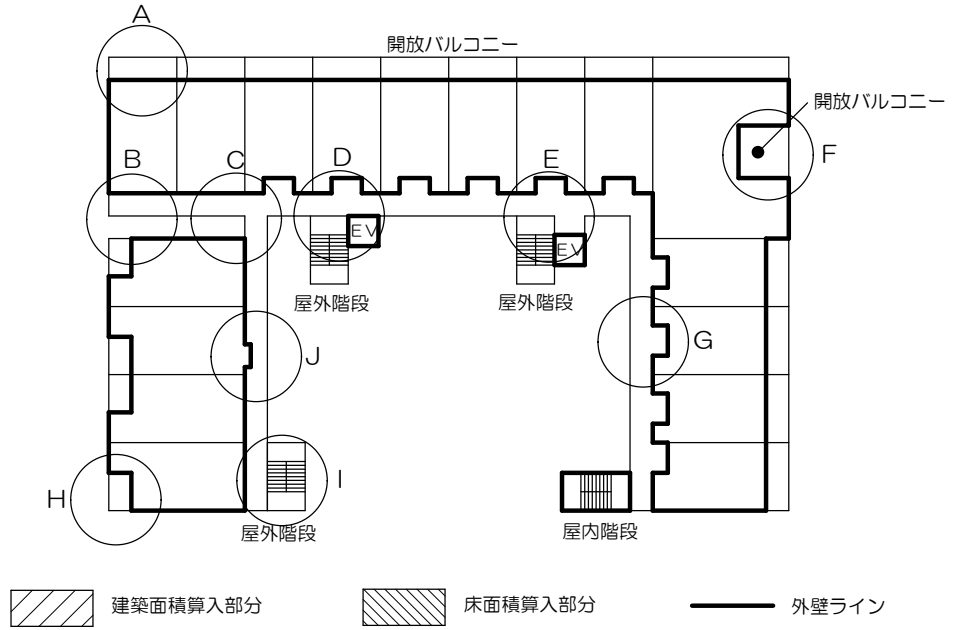 A
開放バルコニー
開放バルコニー
B
C
D
E
F
EV
EV
屋外階段
屋外階段
G
J
H
I
屋外階段
屋内階段
建築面積算入部分
床面積算入部分
外壁ライン